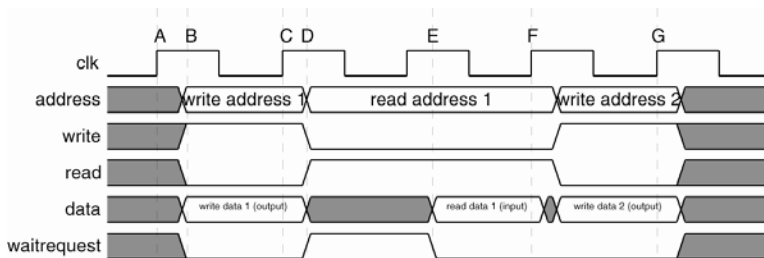 A B C D E F G
clk
address write address 1 read address 1 write address 2
write
read
data write data 1 (output) read data 1 (input) write data 2 (output)
waitrequest